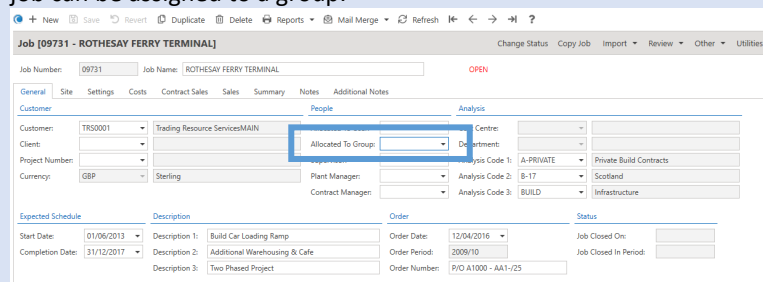 job can be assigned to a group.
+ New Save Revert Duplicate Delete Reports Mail Merge Refresh ?
Job [09731 - ROTHESAY FERRY TERMINAL] Change Status Copy Job Import Review Other Utilities
Job Number: 09731 Job Name: ROTHESAY FERRY TERMINAL OPEN
General Site Settings Costs Contract Sales Sales Summary Notes Additional Notes
Customer People Analysis
Customer: TRS0001 Trading Resource ServicesMAIN Centre:
Client: Allocated To Group: Department:
Project Number: Analysis Code 1: A-PRIVATE Private Build Contracts
Currency: GBP Sterling Plant Manager: Analysis Code 2: B-17 Scotland
Contract Manager: Analysis Code 3: BUILD Infrastructure
Expected Schedule Description Order Status
Start Date: 01/06/2013 Description 1: Build Car Loading Ramp Order Date: 12/04/2016 Job Closed On:
Completion Date: 31/12/2017 Description 2: Additional Warehousing & Cafe Order Period: 2009/10 Job Closed In Period:
Description 3: Two Phased Project Order Number: P/O A1000 - AA1-/25